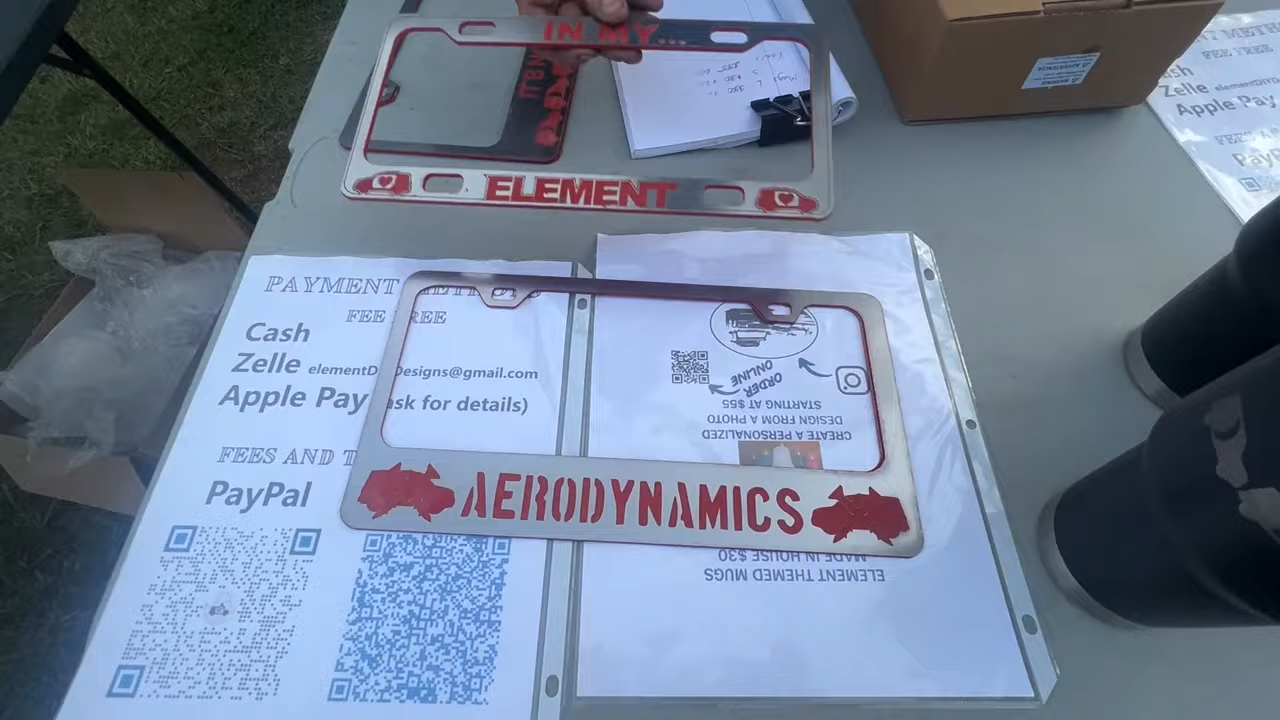 IN MY...
ELEMENT
PAYMENT
FEE FREE
Cash
Zelle
Designs@gmail.com
Apple Pay
ask for details)
FEES AND
PayPal
AERODYNAMICS
ORDER
ONLINE
STARTING AT $55
DESIGN FROM A PHOTO
CREATE A PERSONALIZED
MADE IN HOUSE $30
ELEMENT THEMED MUGS
FEE FREE
Zelle
Apple Pay